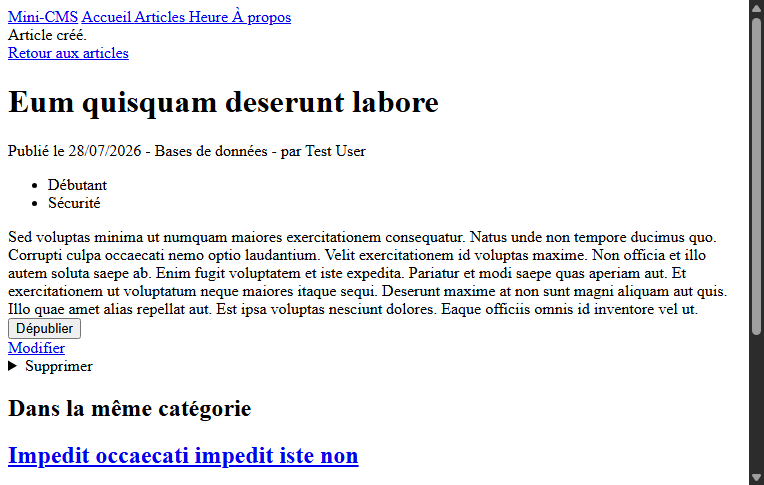 Mini-CMS Accueil Articles Heure À propos
Article créé.
Retour aux articles
Eum quisquam deserunt labore
Publié le 28/07/2026 - Bases de données - par Test User
Débutant
Sécurité
Sed voluptas minima ut numquam maiores exercitationem consequatur. Natus unde non tempore ducimus quo.
Corrupti culpa occaecati nemo optio laudantium. Velit exercitationem id voluptas maxime. Non officia et illo
autem soluta saepe ab. Enim fugit voluptatem et iste expedita. Pariatur et modi saepe quas aperiam aut. Et
exercitationem ut voluptatum neque maiores itaque sequi. Deserunt maxime at non sunt magni aliquam aut quis.
Illo quae amet alias repellat aut. Est ipsa voluptas nesciunt dolores. Eaque officiis omnis id inventore vel ut.
Dépublier
Modifier
Supprimer
Dans la même catégorie
Impedit occaecati impedit iste non